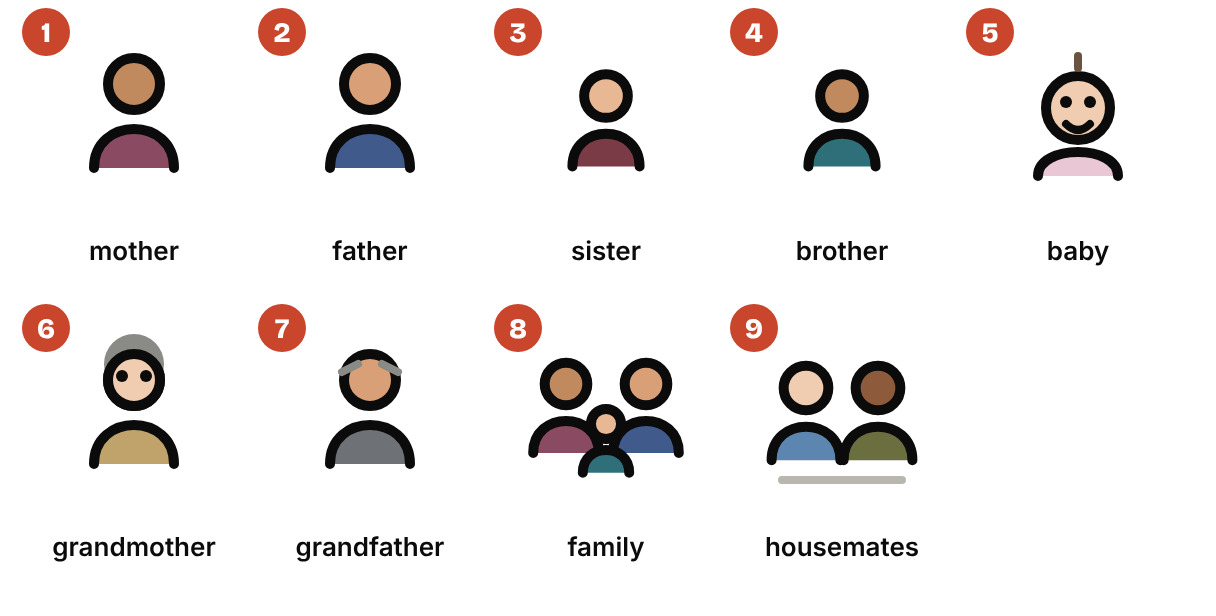 1 2 3 4 5
mother father sister brother baby
6 7 8 9
grandmother grandfather family housemates